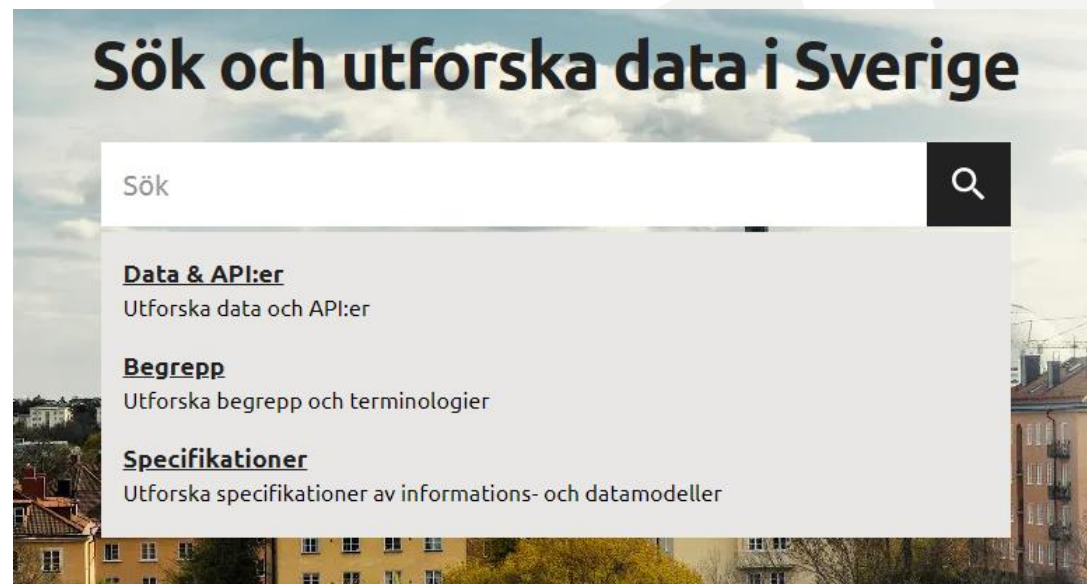 Sök och utforska data i Sverige
Sök
Data & API:er
Utforska data och API:er
Begrepp
Utforska begrepp och terminologier
Specifikationer
Utforska specifikationer av informations- och datamodeller